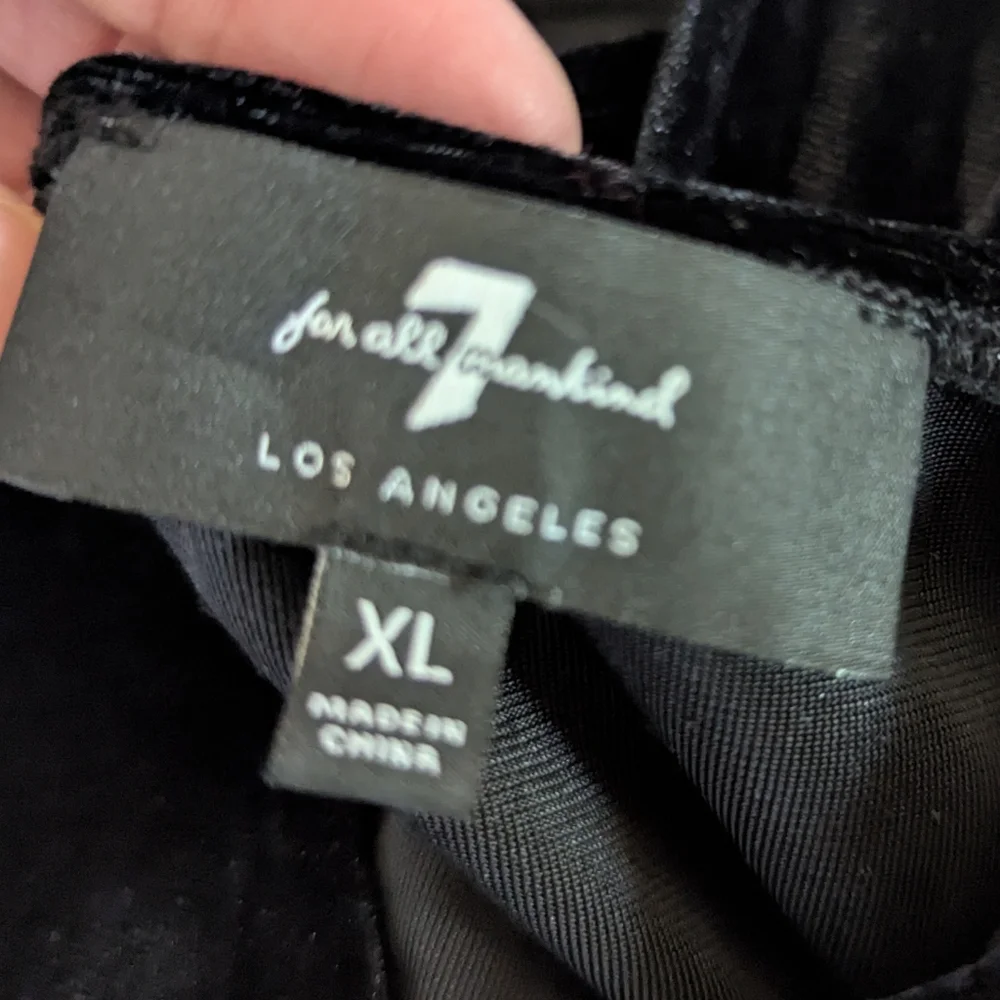 7
for all mankind
LOS ANGELES
XL
MADE IN
CHINA